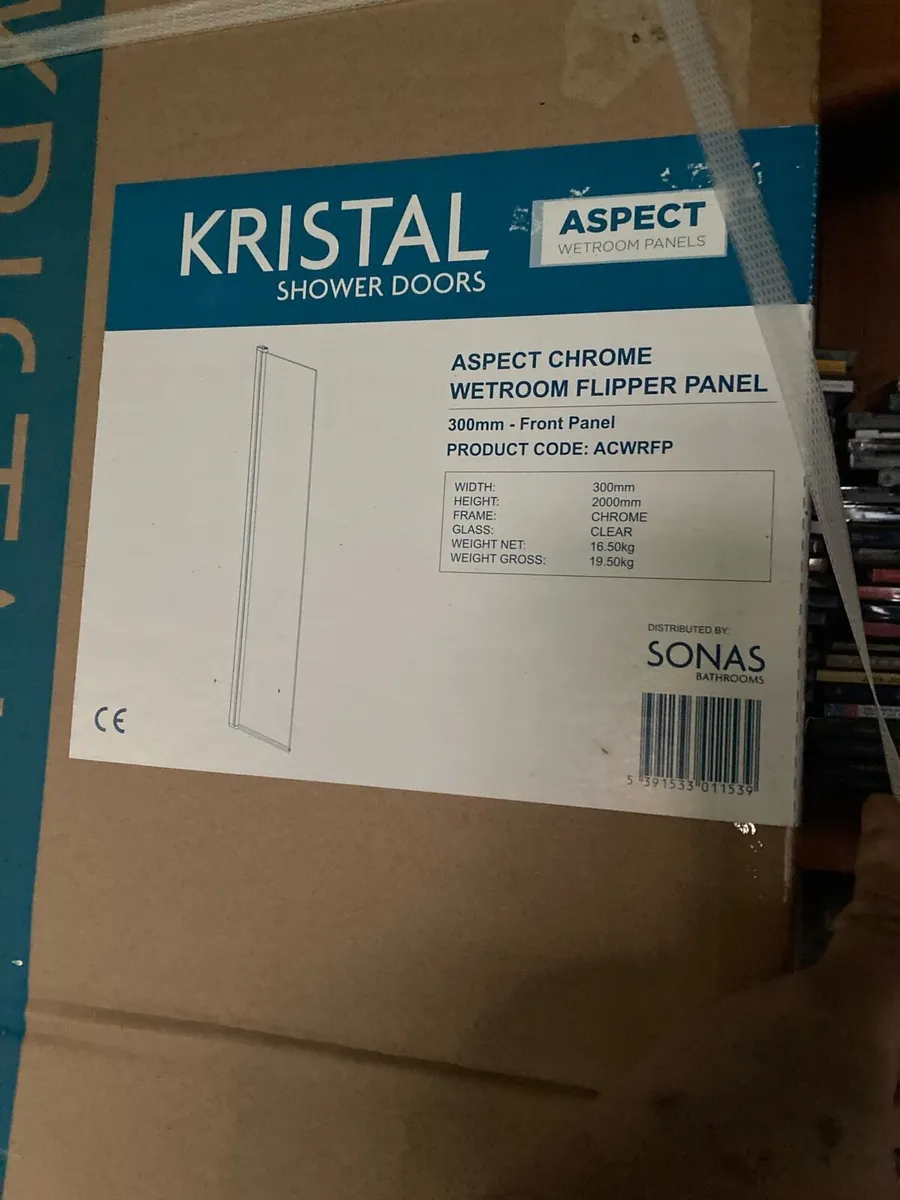 KRISTAL
KRISTAL
SHOWER DOORS
ASPECT
WETROOM PANELS
ASPECT CHROME
WETROOM FLIPPER PANEL
300mm - Front Panel
PRODUCT CODE: ACWRFP
WIDTH: 300mm
HEIGHT: 2000mm
FRAME: CHROME
GLASS: CLEAR
WEIGHT NET: 16.50kg
WEIGHT GROSS: 19.50kg
DISTRIBUTED BY:
SONAS
BATHROOMS
CE
5 391533 011539